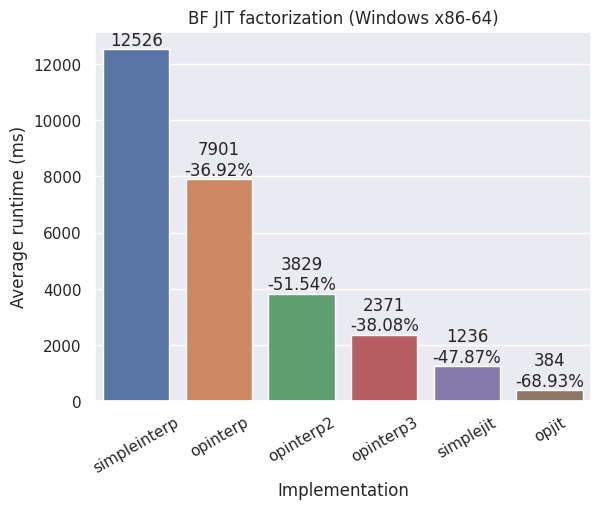 BF JIT factorization (Windows x86-64)
Average runtime (ms)
12000
10000
8000
6000
4000
2000
0
12526
7901
-36.92%
3829
-51.54%
2371
-38.08%
1236
-47.87%
384
-68.93%
simpleinterp
opinterp
opinterp2
opinterp3
simplejit
opjit
Implementation